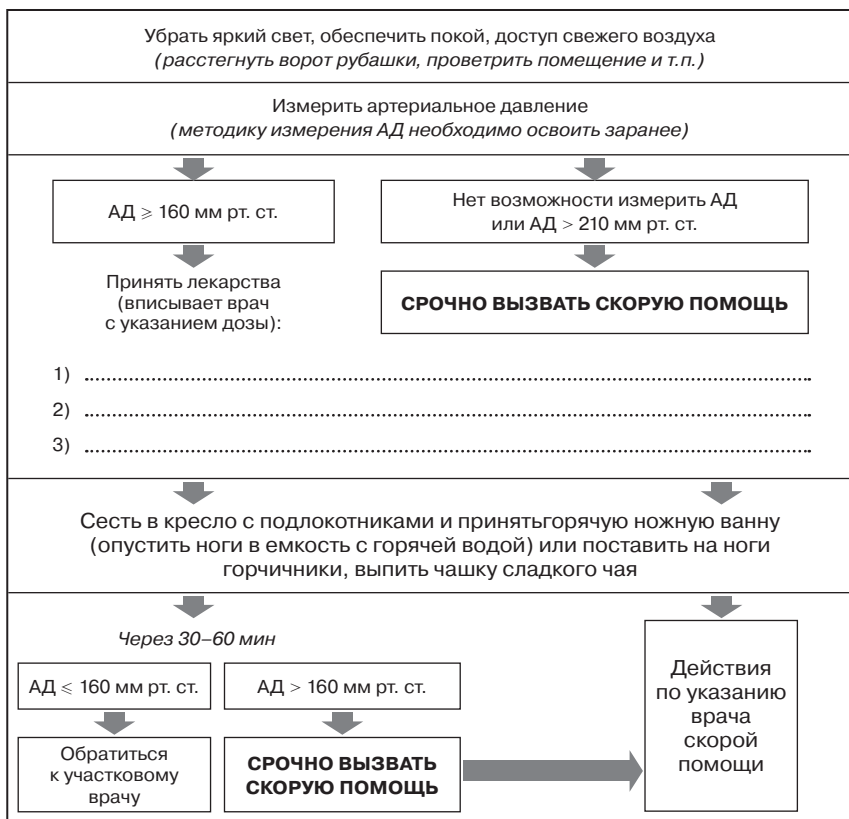 Убрать яркий свет, обеспечить покой, доступ свежего воздуха
(расстегнуть ворот рубашки, проветрить помещение и т.п.)
Измерить артериальное давление
(методику измерения АД необходимо освоить заранее)
АД ⩾ 160 мм рт. ст.
Нет возможности измерить АД
или АД > 210 мм рт. ст.
Принять лекарства
(вписывает врач
с указанием дозы):
СРОЧНО ВЫЗВАТЬ СКОРУЮ ПОМОЩЬ
1) ....................
2) ....................
3) ....................
Сесть в кресло с подлокотниками и принятьгорячую ножную ванну
(опустить ноги в емкость с горячей водой) или поставить на ноги
горчичники, выпить чашку сладкого чая
Через 30–60 мин
АД ⩽ 160 мм рт. ст.
АД > 160 мм рт. ст.
Обратиться
к участковому
врачу
СРОЧНО ВЫЗВАТЬ
СКОРУЮ ПОМОЩЬ
Действия
по указанию
врача
скорой
помощи